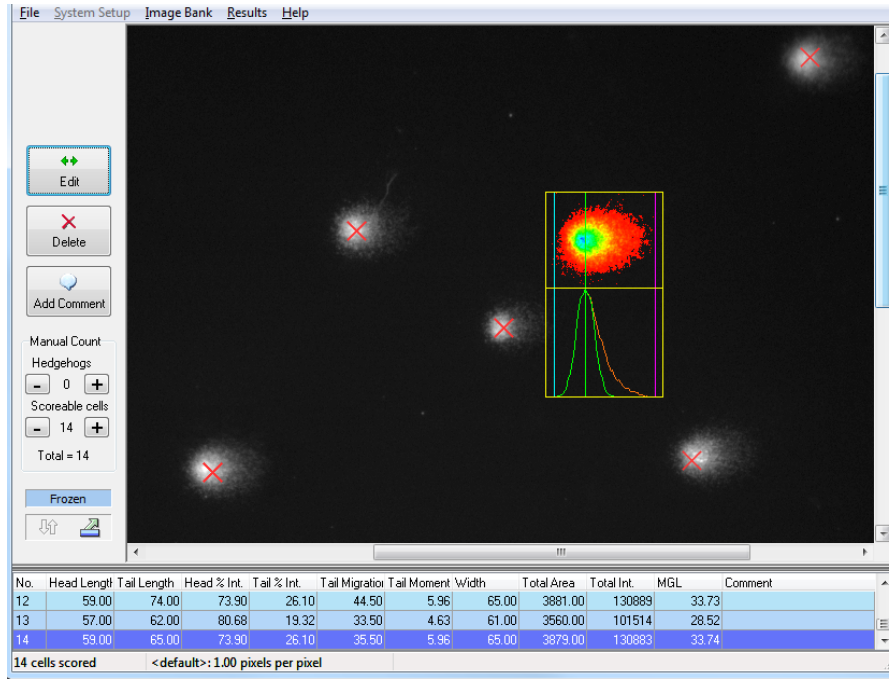 File System Setup Image Bank Results Help
Edit
Delete
Add Comment
Manual Count
Hedgehogs
- 0 +
Scoreable cells
- 14 +
Total = 14
Frozen
No. Head Length Tail Length Head % Int. Tail % Int. Tail Migration Tail Moment Width Total Area Total Int. MGL Comment
12 59.00 74.00 73.90 26.10 44.50 5.96 65.00 3881.00 130889 33.73
13 57.00 62.00 80.68 19.32 33.50 4.63 61.00 3560.00 101514 28.52
14 59.00 65.00 73.90 26.10 35.50 5.96 65.00 3879.00 130883 33.74
14 cells scored <default>: 1.00 pixels per pixel